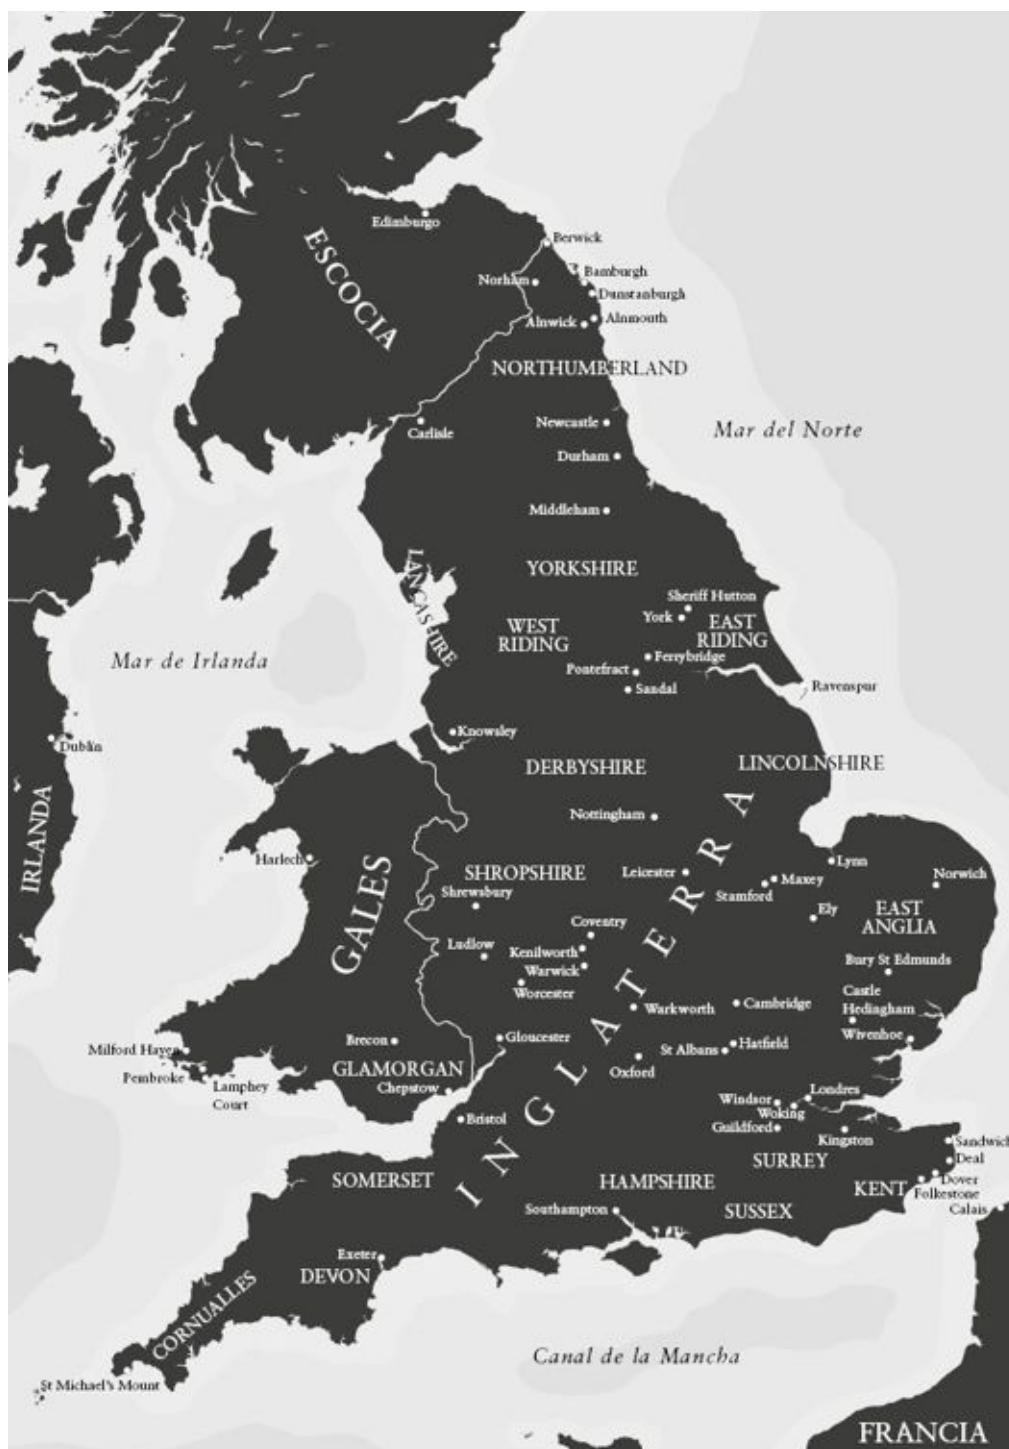 Edimburgo
ESCOCIA
Berwick
Bamburgh
Norham
Dunstanburgh
Alnwick
Alnmouth
NORTHUMBERLAND
Carlisle
Newcastle
Mar del Norte
Durham
Middleham
LANCASHIRE
YORKSHIRE
Sheriff Hutton
York
WEST
RIDING
EAST
RIDING
Mar de Irlanda
Ferrybridge
Pontefract
Sandal
Ravenspur
Knowsley
Dublín
DERBYSHIRE
LINCOLNSHIRE
IRLANDA
Nottingham
Harlech
GALES
SHROPSHIRE
Shrewsbury
Leicester
Lynn
Maxey
Stamford
Norwich
Ely
EAST
ANGLIA
Coventry
Ludlow
Kenilworth
Warwick
Worcester
Bury St Edmunds
Castle
Hedingham
Warkworth
Cambridge
Wivenhoe
Gloucester
Brecon
Milford Haven
St Albans
Hatfield
Oxford
GLAMORGAN
Pembroke
Lamphey
Court
Chepstow
INGLATERRA
Londres
Windsor
Woking
Bristol
Guildford
Kingston
Sandwich
Deal
SURREY
SOMERSET
HAMPSHIRE
KENT
Dover
Folkestone
Calais
Southampton
SUSSEX
Exeter
DEVON
CORNUALLES
Canal de la Mancha
St Michael's Mount
FRANCIA